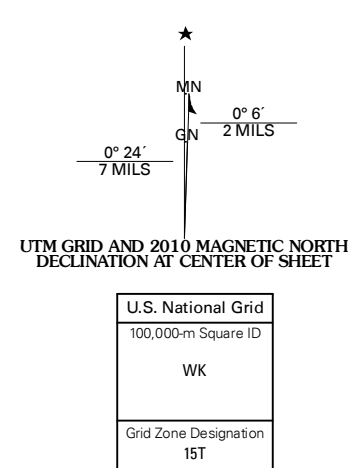 ★
MN
0° 6´
2 MILS
GN
0° 24´
7 MILS
UTM GRID AND 2010 MAGNETIC NORTH
DECLINATION AT CENTER OF SHEET
U.S. National Grid
100,000-m Square ID
WK
Grid Zone Designation
15T